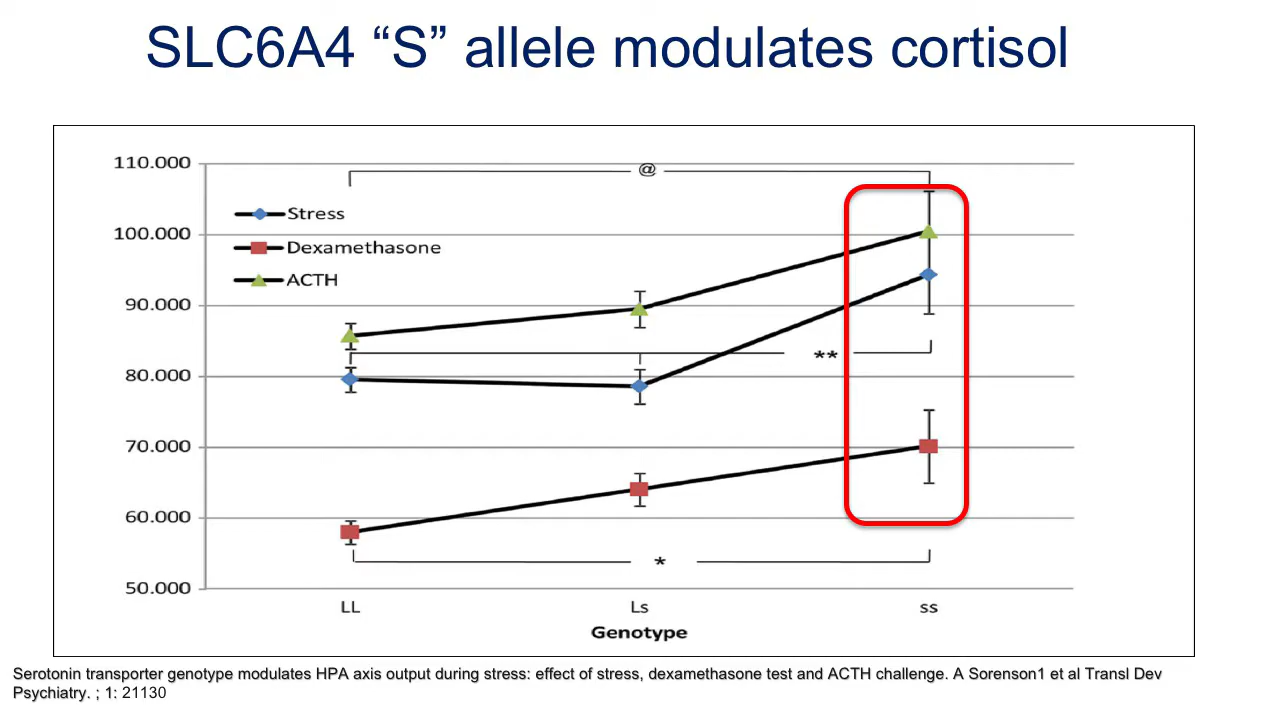 SLC6A4 “S” allele modulates cortisol
110.000
@
Stress
100.000
Dexamethasone
ACTH
90.000
**
80.000
70.000
60.000
*
50.000
LL Ls ss
Genotype
Serotonin transporter genotype modulates HPA axis output during stress: effect of stress, dexamethasone test and ACTH challenge. A Sorenson1 et al Transl Dev
Psychiatry. ; 1: 21130